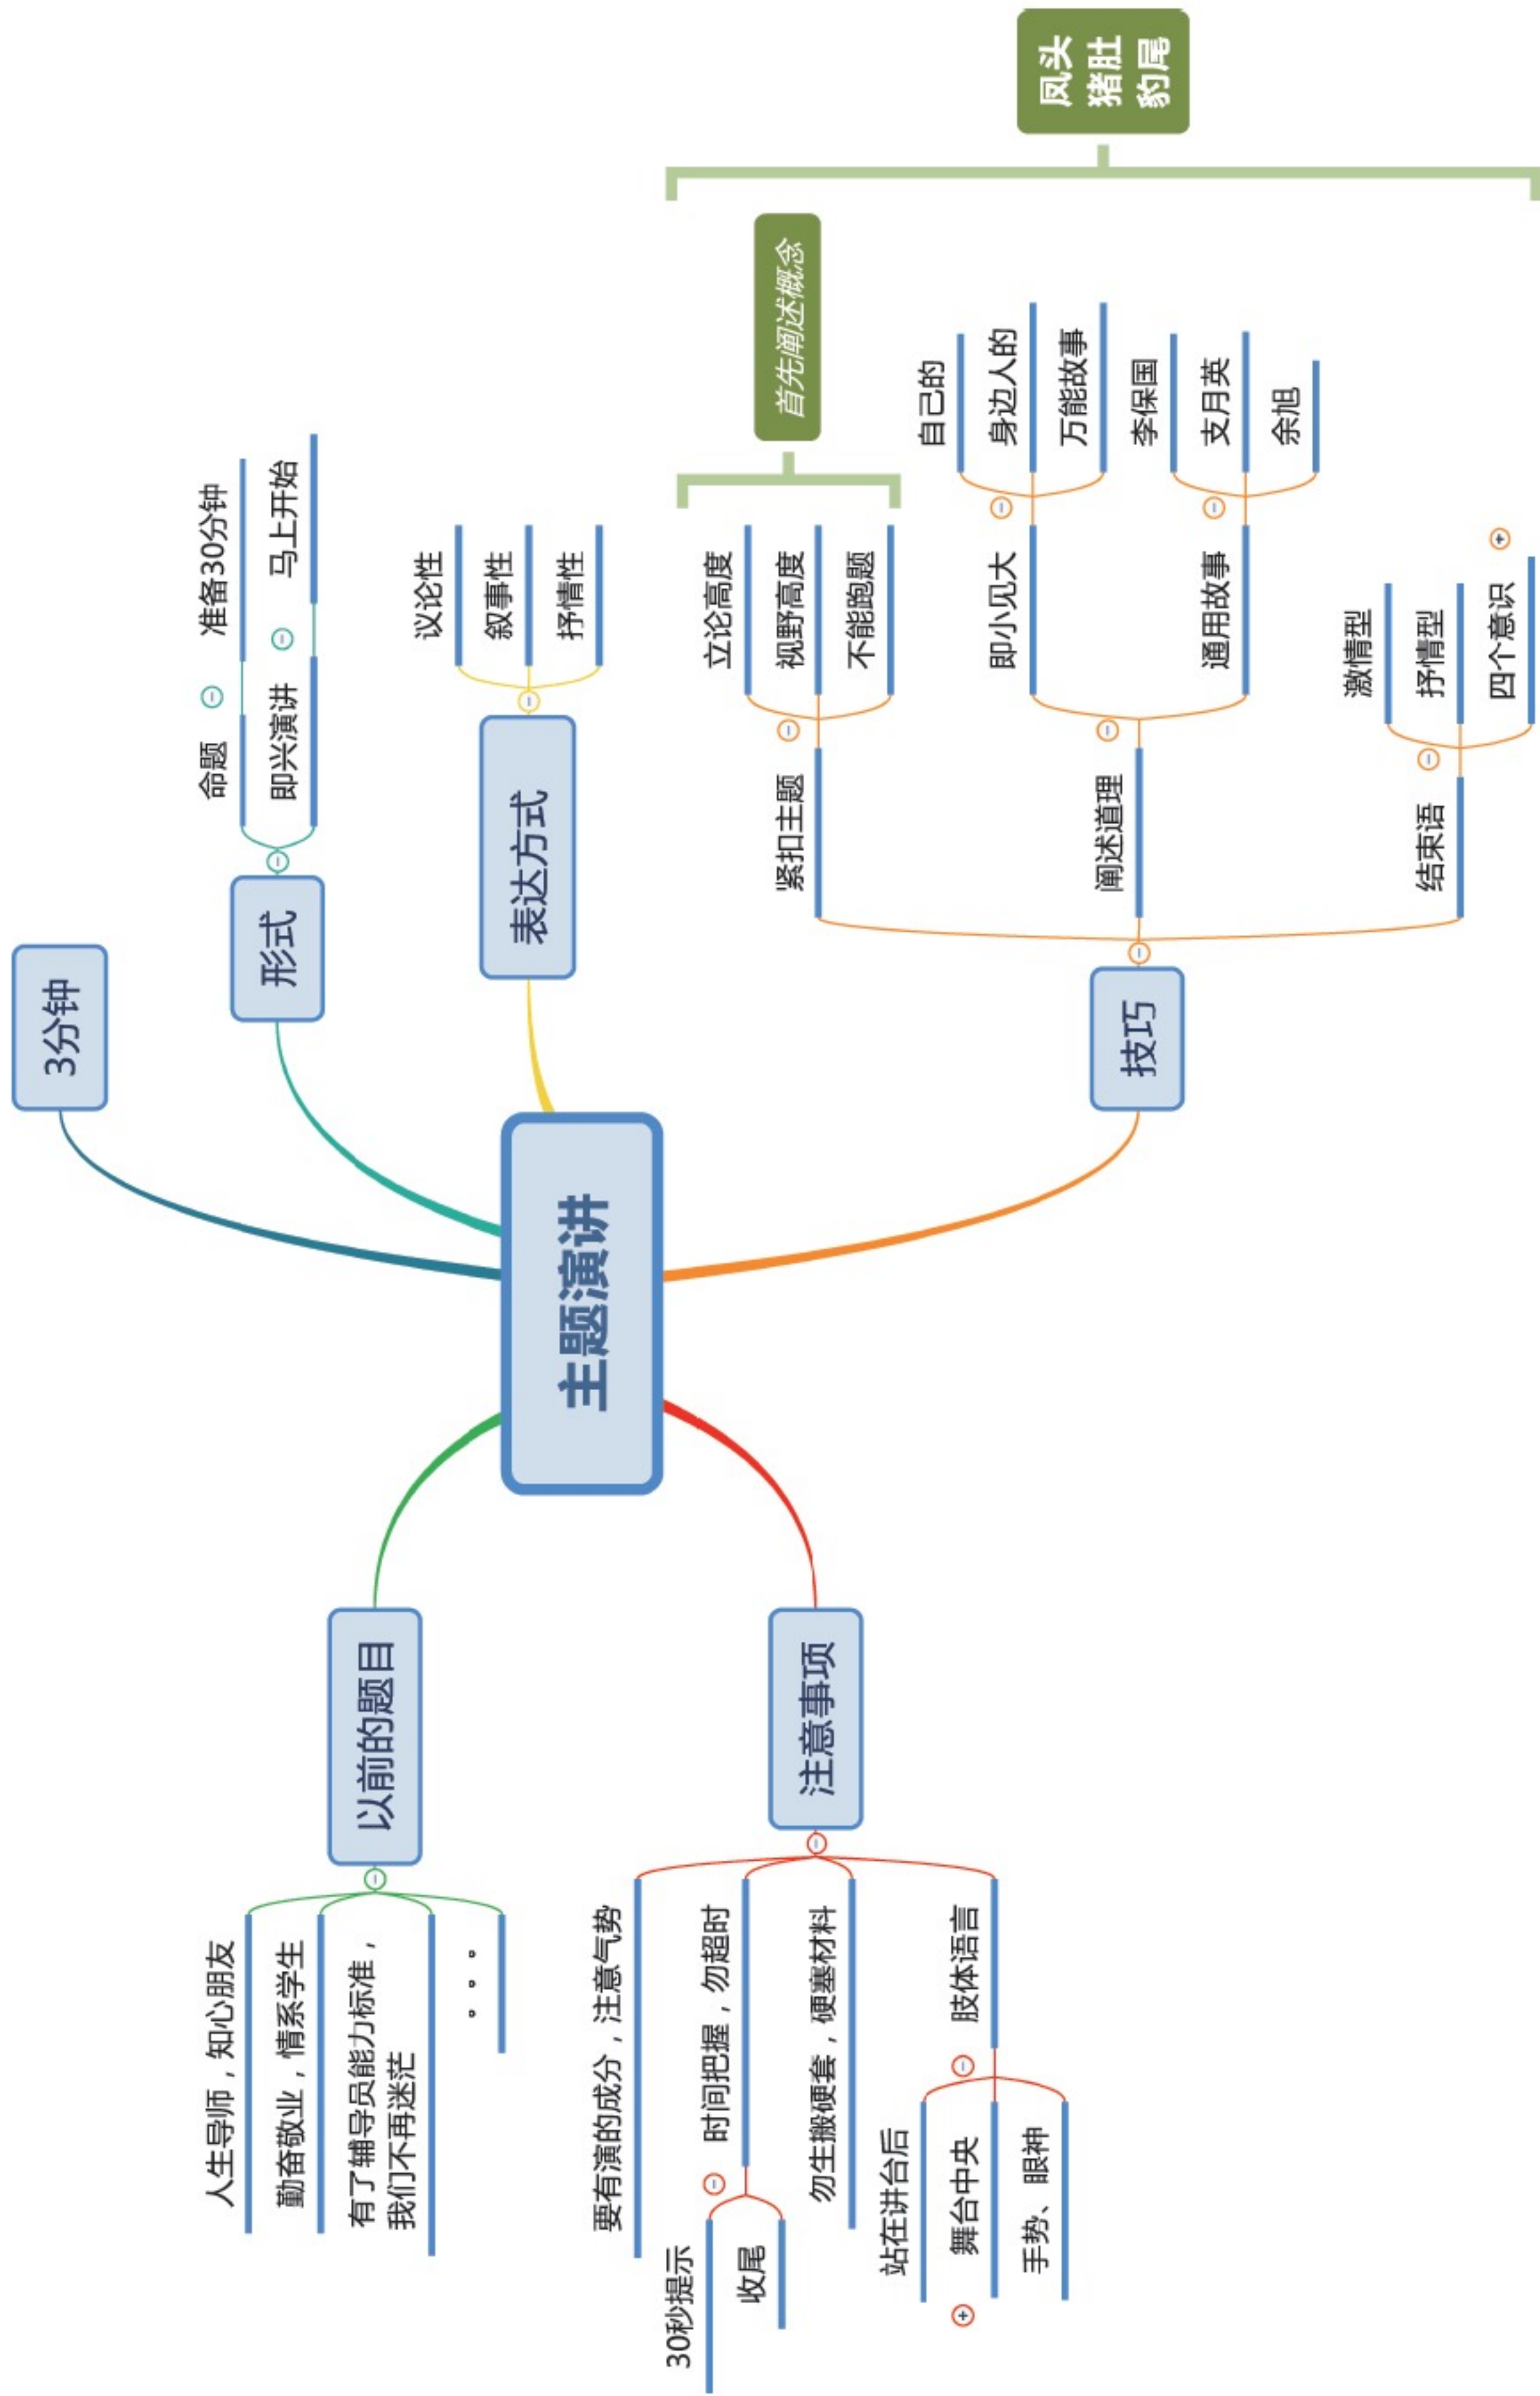 主题演讲
3分钟
形式
命题
准备30分钟
即兴演讲
马上开始
表达方式
议论性
叙事性
抒情性
技巧
紧扣主题
立论高度
视野高度
不能跑题
首先阐述概念
阐述道理
即小见大
自己的
身边人的
万能故事
通用故事
李保国
支月英
余旭
结束语
激情型
抒情型
四个意识
凤头
猪肚
豹尾
以前的题目
人生导师，知心朋友
勤奋敬业，情系学生
有了辅导员能力标准，
我们不再迷茫
。。。
注意事项
要有演的成分，注意气势
时间把握，勿超时
30秒提示
收尾
勿生搬硬套，硬塞材料
肢体语言
站在讲台后
舞台中央
手势、眼神